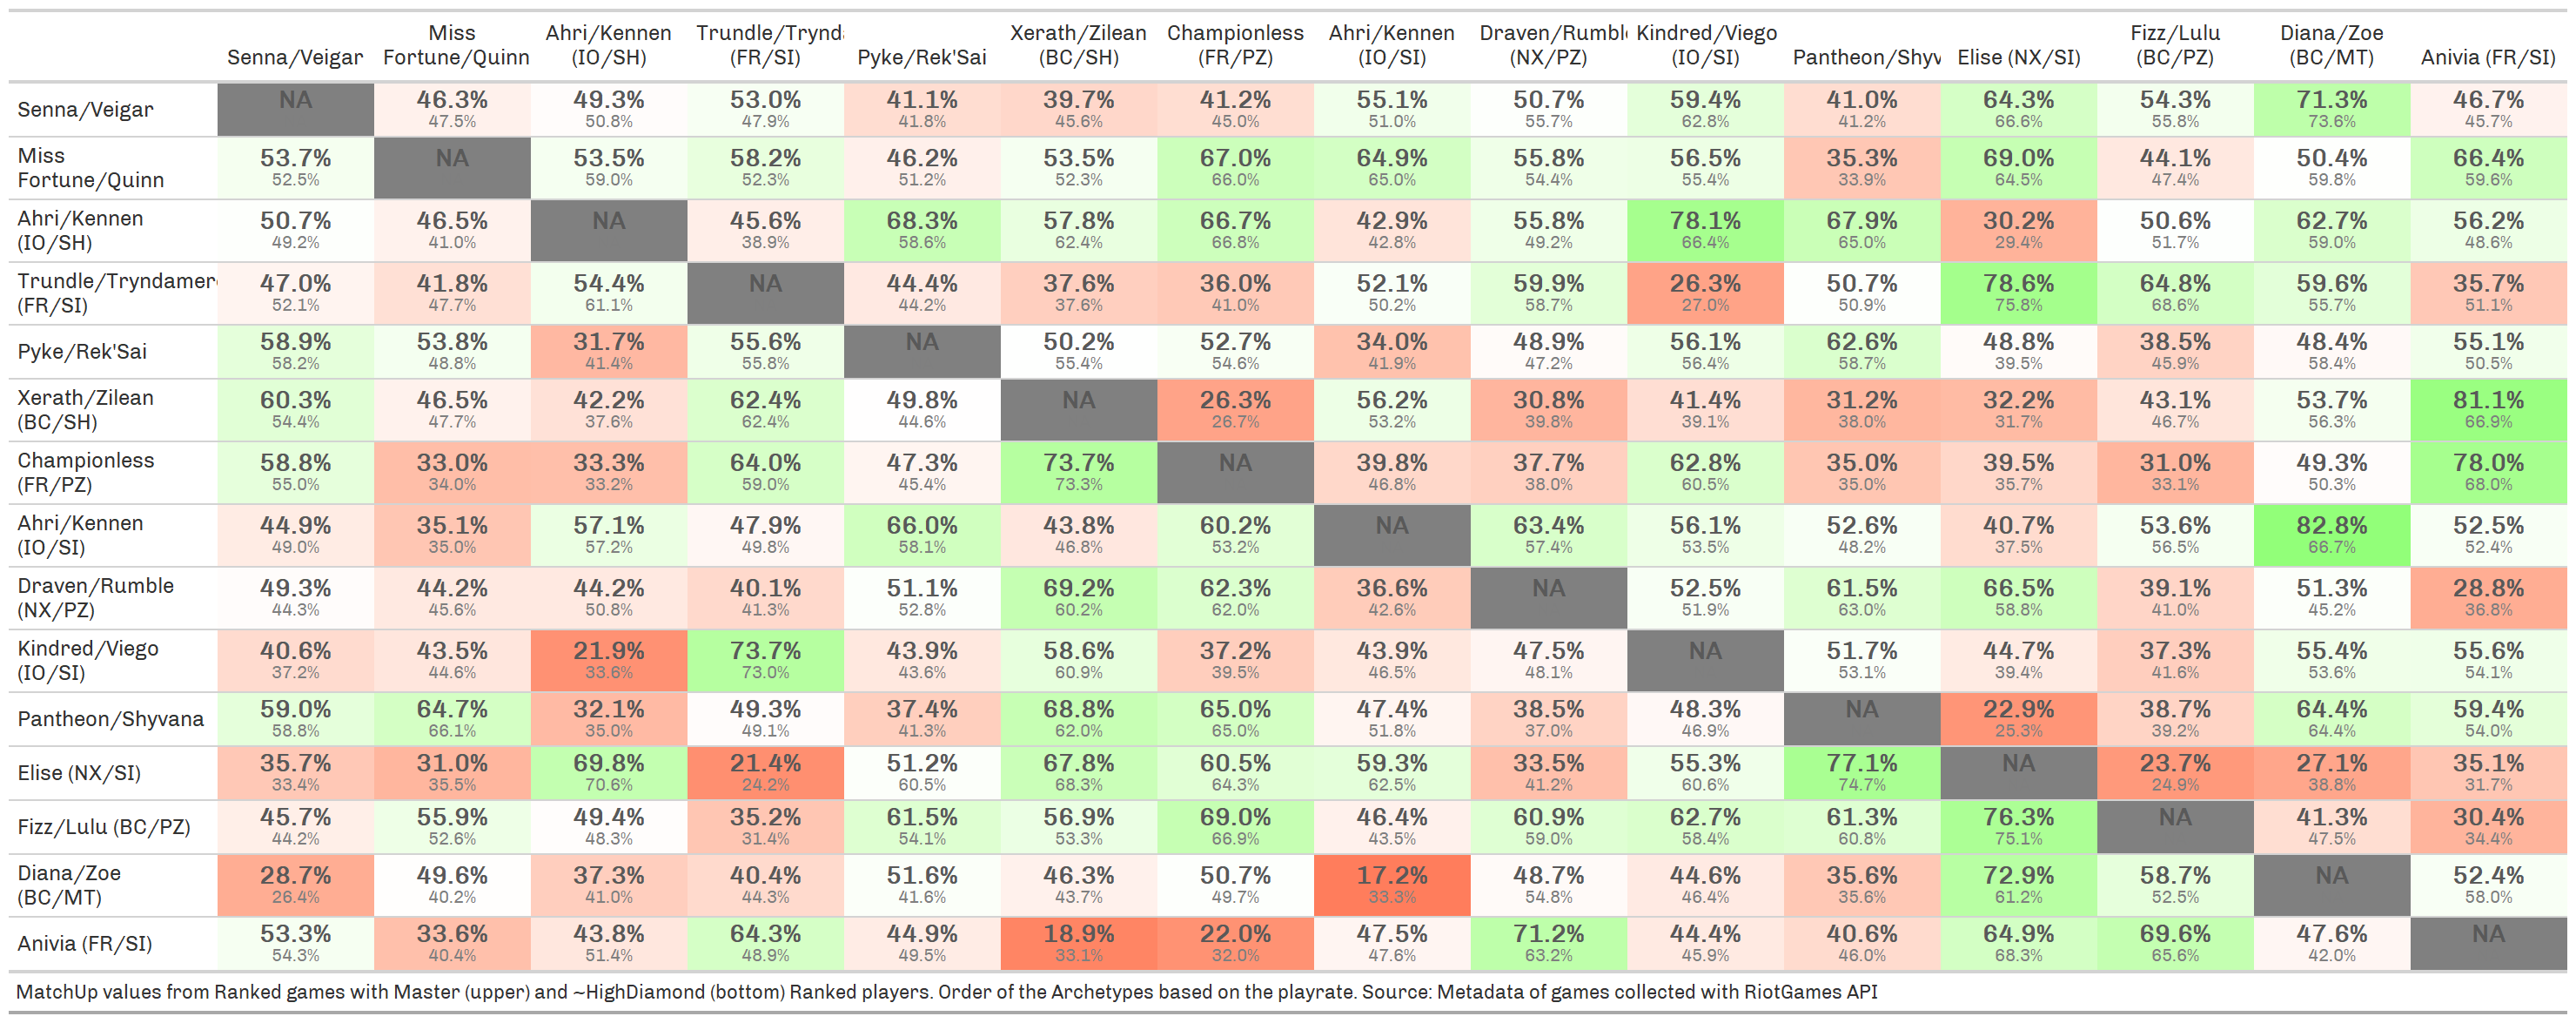 Senna/Veigar Miss Fortune/Quinn Ahri/Kennen (IO/SH) Trundle/Trynd (FR/SI) Pyke/Rek'Sai Xerath/Zilean (BC/SH) Championless (FR/PZ) Ahri/Kennen (IO/SI) Draven/Rumbl (NX/PZ) Kindred/Viego (IO/SI) Pantheon/Shyv Elise (NX/SI) Fizz/Lulu (BC/PZ) Diana/Zoe (BC/MT) Anivia (FR/SI)
Senna/Veigar
NA 46.3% 49.3% 53.0% 41.1% 39.7% 41.2% 55.1% 50.7% 59.4% 41.0% 64.3% 54.3% 71.3% 46.7%
47.5% 50.8% 47.9% 41.8% 45.6% 45.0% 51.0% 55.7% 62.8% 41.2% 66.6% 55.8% 73.6% 45.7%
Miss
Fortune/Quinn
53.7% NA 53.5% 58.2% 46.2% 53.5% 67.0% 64.9% 55.8% 56.5% 35.3% 69.0% 44.1% 50.4% 66.4%
52.5% 59.0% 52.3% 51.2% 52.3% 66.0% 65.0% 54.4% 55.4% 33.9% 64.5% 47.4% 59.8% 59.6%
Ahri/Kennen
(IO/SH)
50.7% 46.5% NA 45.6% 68.3% 57.8% 66.7% 42.9% 55.8% 78.1% 67.9% 30.2% 50.6% 62.7% 56.2%
49.2% 41.0% 38.9% 58.6% 62.4% 66.8% 42.8% 49.2% 66.4% 65.0% 29.4% 51.7% 59.0% 48.6%
Trundle/Tryndamer
(FR/SI)
47.0% 41.8% 54.4% NA 44.4% 37.6% 36.0% 52.1% 59.9% 26.3% 50.7% 78.6% 64.8% 59.6% 35.7%
52.1% 47.7% 61.1% 44.2% 37.6% 41.0% 50.2% 58.7% 27.0% 50.9% 75.8% 68.6% 55.7% 51.1%
Pyke/Rek'Sai
58.9% 53.8% 31.7% 55.6% NA 50.2% 52.7% 34.0% 48.9% 56.1% 62.6% 48.8% 38.5% 48.4% 55.1%
58.2% 48.8% 41.4% 55.8% 55.4% 54.6% 41.9% 47.2% 56.4% 58.7% 39.5% 45.9% 58.4% 50.5%
Xerath/Zilean
(BC/SH)
60.3% 46.5% 42.2% 62.4% 49.8% NA 26.3% 56.2% 30.8% 41.4% 31.2% 32.2% 43.1% 53.7% 81.1%
54.4% 47.7% 37.6% 62.4% 44.6% 26.7% 53.2% 39.8% 39.1% 38.0% 31.7% 46.7% 56.3% 66.9%
Championless
(FR/PZ)
58.8% 33.0% 33.3% 64.0% 47.3% 73.7% NA 39.8% 37.7% 62.8% 35.0% 39.5% 31.0% 49.3% 78.0%
55.0% 34.0% 33.2% 59.0% 45.4% 73.3% 46.8% 38.0% 60.5% 35.0% 35.7% 33.1% 50.3% 68.0%
Ahri/Kennen
(IO/SI)
44.9% 35.1% 57.1% 47.9% 66.0% 43.8% 60.2% NA 63.4% 56.1% 52.6% 40.7% 53.6% 82.8% 52.5%
49.0% 35.0% 57.2% 49.8% 58.1% 46.8% 53.2% 57.4% 53.5% 48.2% 37.5% 56.5% 66.7% 52.4%
Draven/Rumble
(NX/PZ)
49.3% 44.2% 44.2% 40.1% 51.1% 69.2% 62.3% 36.6% NA 52.5% 61.5% 66.5% 39.1% 51.3% 28.8%
44.3% 45.6% 50.8% 41.3% 52.8% 60.2% 62.0% 42.6% 51.9% 63.0% 58.8% 41.0% 45.2% 36.8%
Kindred/Viego
(IO/SI)
40.6% 43.5% 21.9% 73.7% 43.9% 58.6% 37.2% 43.9% 47.5% NA 51.7% 44.7% 37.3% 55.4% 55.6%
37.2% 44.6% 33.6% 73.0% 43.6% 60.9% 39.5% 46.5% 48.1% 53.1% 39.4% 41.6% 53.6% 54.1%
Pantheon/Shyvana
59.0% 64.7% 32.1% 49.3% 37.4% 68.8% 65.0% 47.4% 38.5% 48.3% NA 22.9% 38.7% 64.4% 59.4%
58.8% 66.1% 35.0% 49.1% 41.3% 62.0% 65.0% 51.8% 37.0% 46.9% 25.3% 39.2% 64.4% 54.0%
Elise (NX/SI)
35.7% 31.0% 69.8% 21.4% 51.2% 67.8% 60.5% 59.3% 33.5% 55.3% 77.1% NA 23.7% 27.1% 35.1%
33.4% 35.5% 70.6% 24.2% 60.5% 68.3% 64.3% 62.5% 41.2% 60.6% 74.7% 24.9% 38.8% 31.7%
Fizz/Lulu (BC/PZ)
45.7% 55.9% 49.4% 35.2% 61.5% 56.9% 69.0% 46.4% 60.9% 62.7% 61.3% 76.3% NA 41.3% 30.4%
44.2% 52.6% 48.3% 31.4% 54.1% 53.3% 66.9% 43.5% 59.0% 58.4% 60.8% 75.1% 47.5% 34.4%
Diana/Zoe
(BC/MT)
28.7% 49.6% 37.3% 40.4% 51.6% 46.3% 50.7% 17.2% 48.7% 44.6% 35.6% 72.9% 58.7% NA 52.4%
26.4% 40.2% 41.0% 44.3% 41.6% 43.7% 49.7% 33.3% 54.8% 46.4% 35.6% 61.2% 52.5% 58.0%
Anivia (FR/SI)
53.3% 33.6% 43.8% 64.3% 44.9% 18.9% 22.0% 47.5% 71.2% 44.4% 40.6% 64.9% 69.6% 47.6% NA
54.3% 40.4% 51.4% 48.9% 49.5% 33.1% 32.0% 47.6% 63.2% 45.9% 46.0% 68.3% 65.6% 42.0%
MatchUp values from Ranked games with Master (upper) and ~HighDiamond (bottom) Ranked players. Order of the Archetypes based on the playrate. Source: Metadata of games collected with RiotGames API